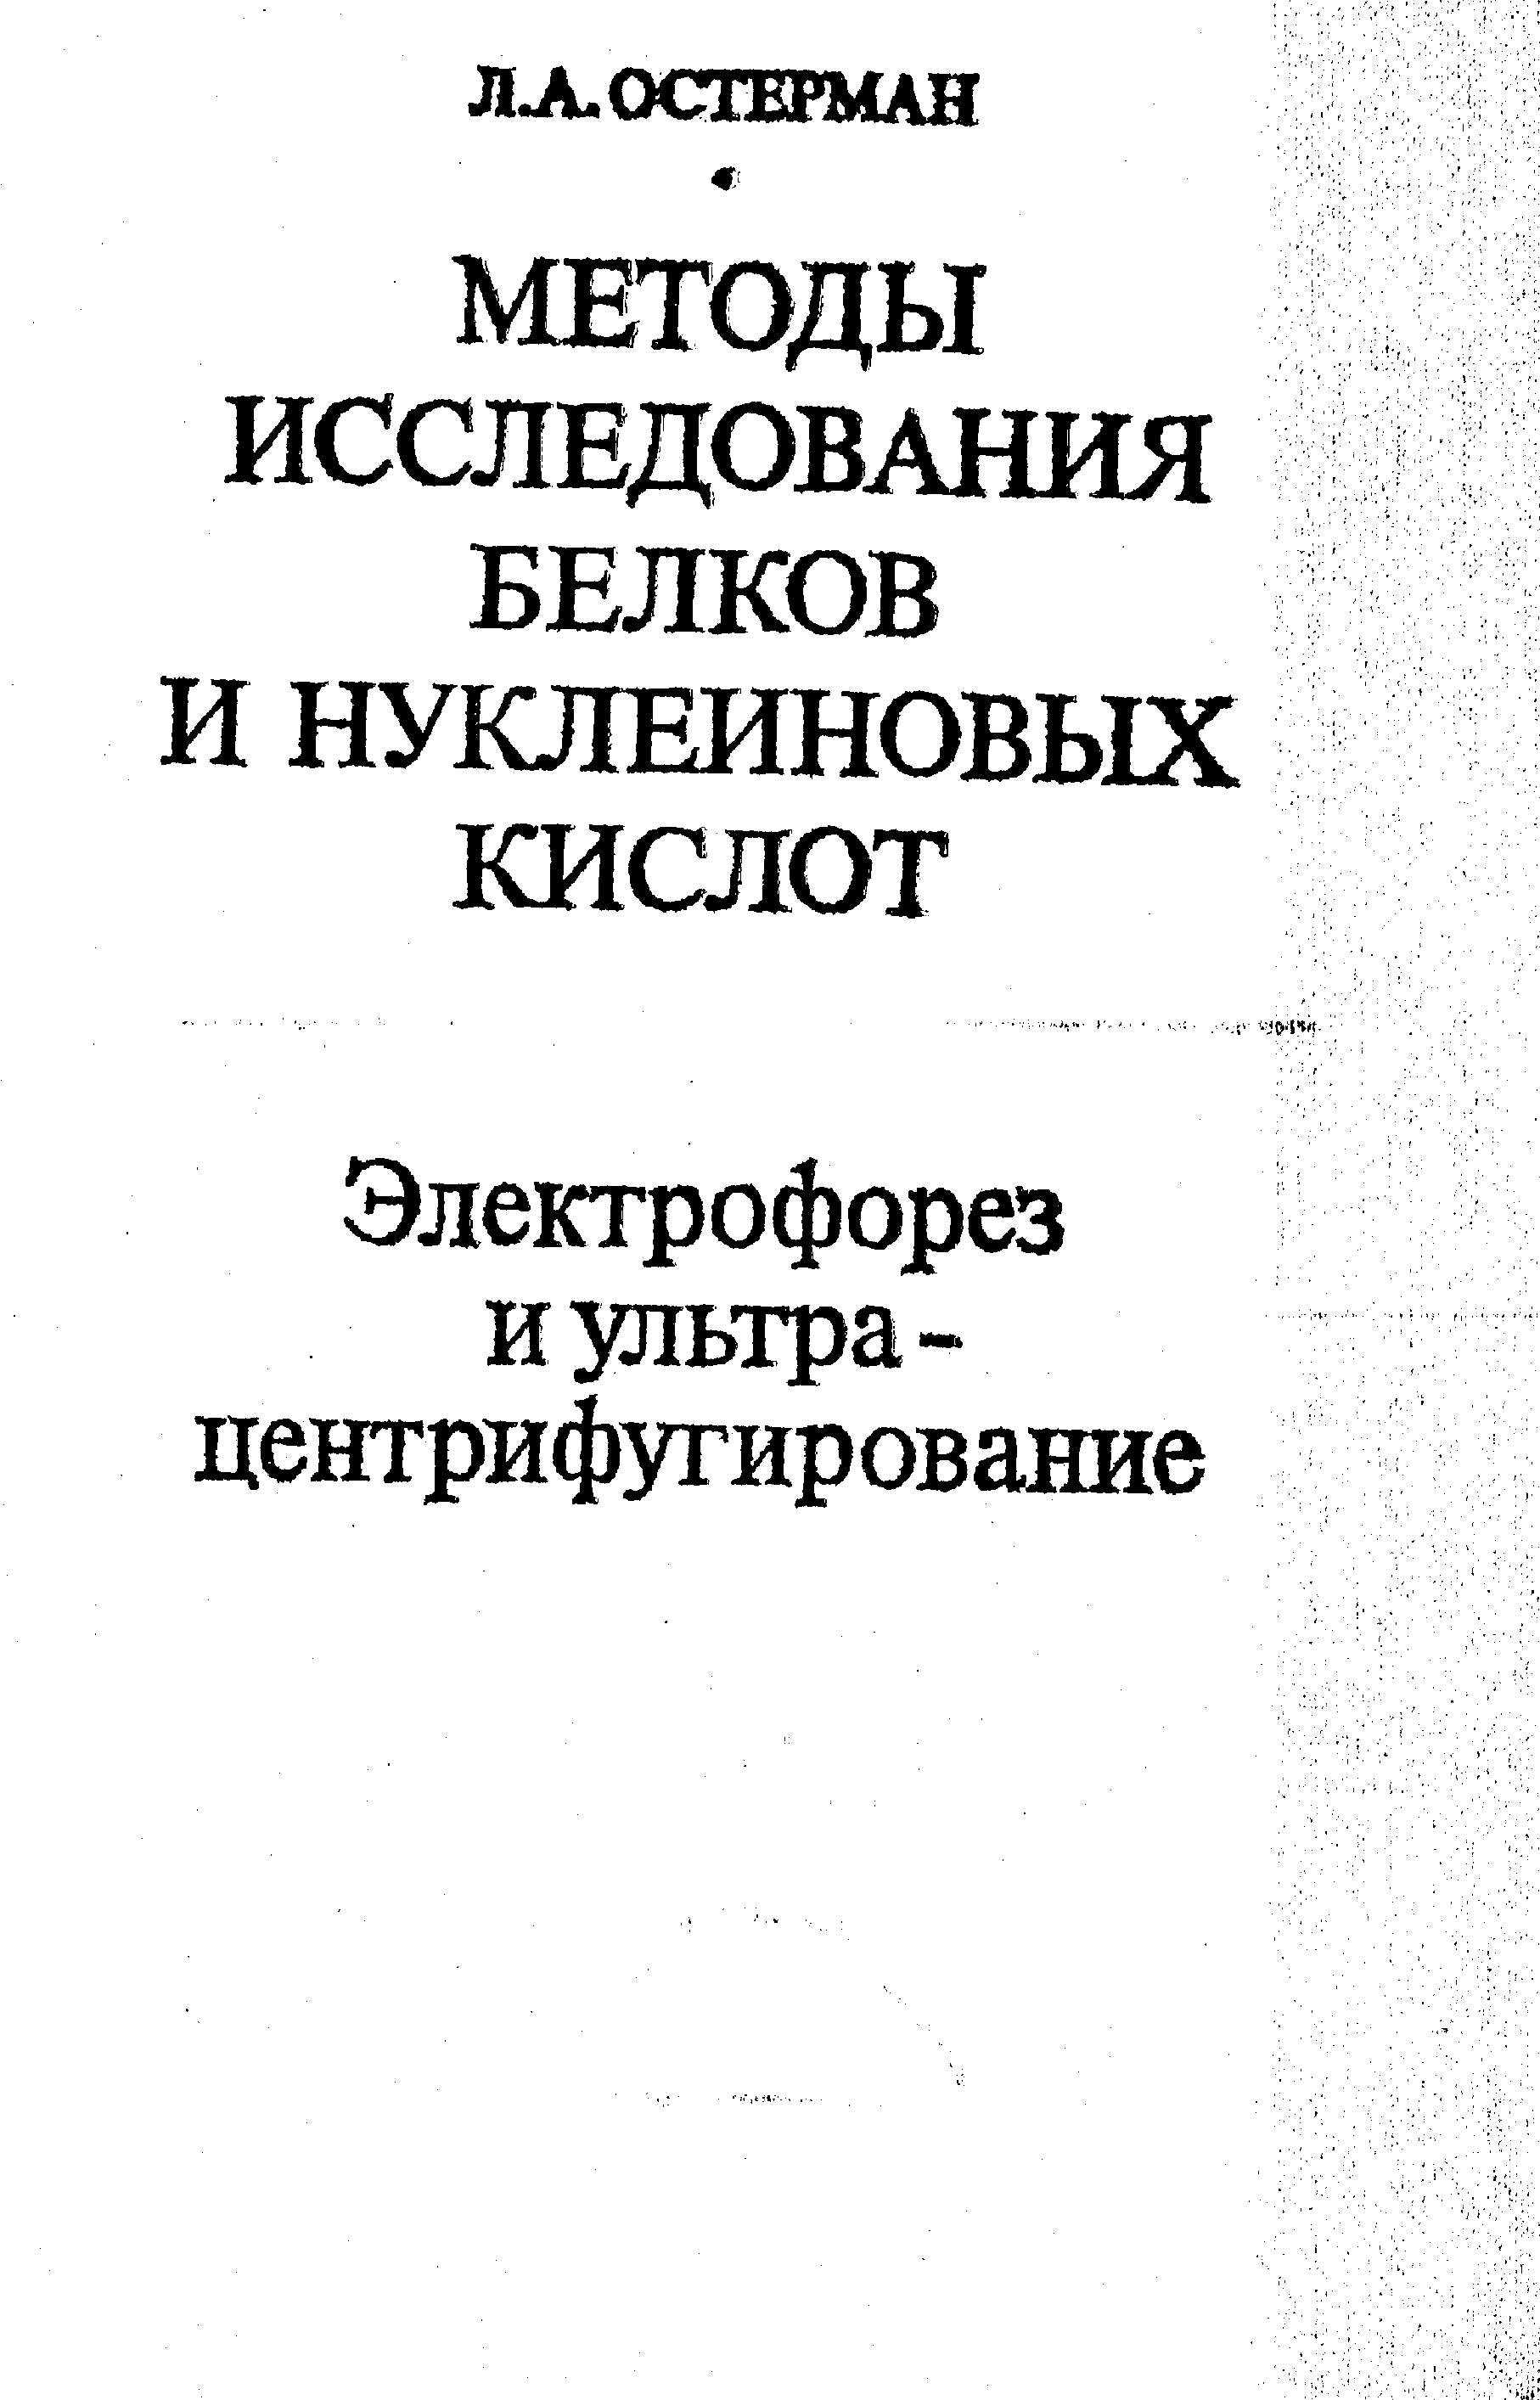 Л.А. ОСТЕРМАН
МЕТОДЫ
ИССЛЕДОВАНИЯ
БЕЛКОВ
И НУКЛЕИНОВЫХ
КИСЛОТ
Электрофорез
и ультра-
центрифугирование